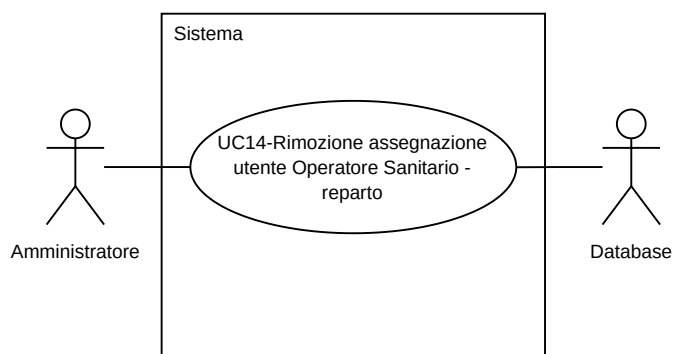 Sistema
UC14-Rimozione assegnazione
utente Operatore Sanitario -
reparto
Amministratore
Database